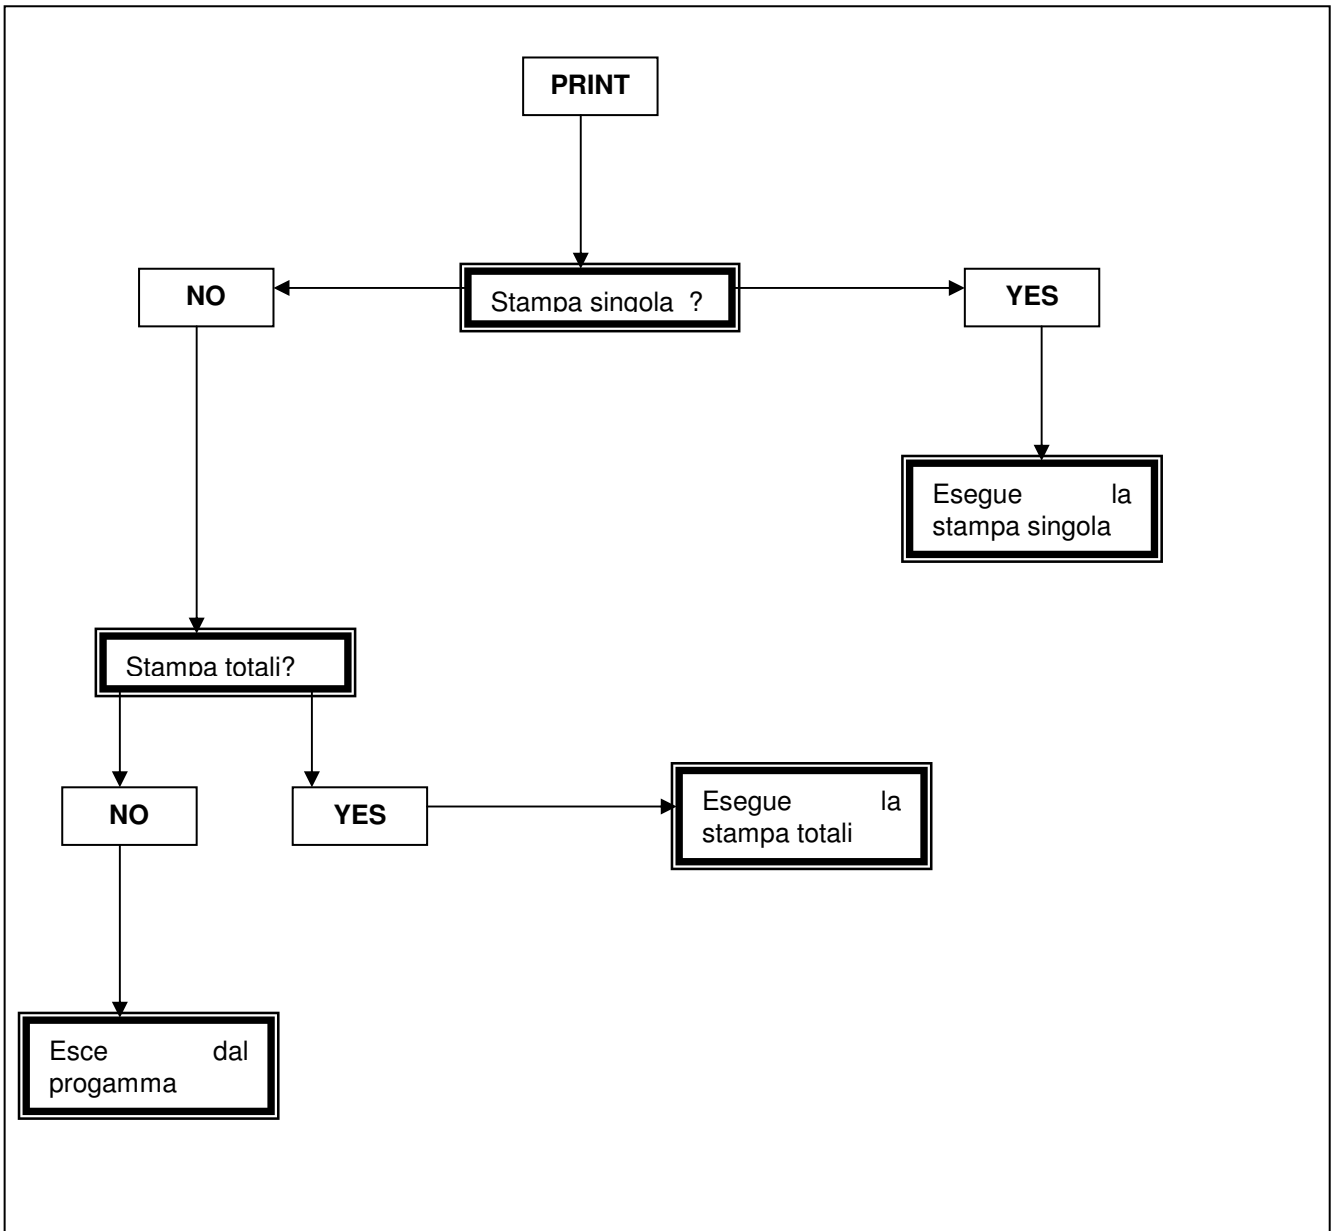 PRINT
NO
Stampa singola ?
YES
Esegue la
stampa singola
Stampa totali?
NO
YES
Esegue la
stampa totali
Esce dal
progamma